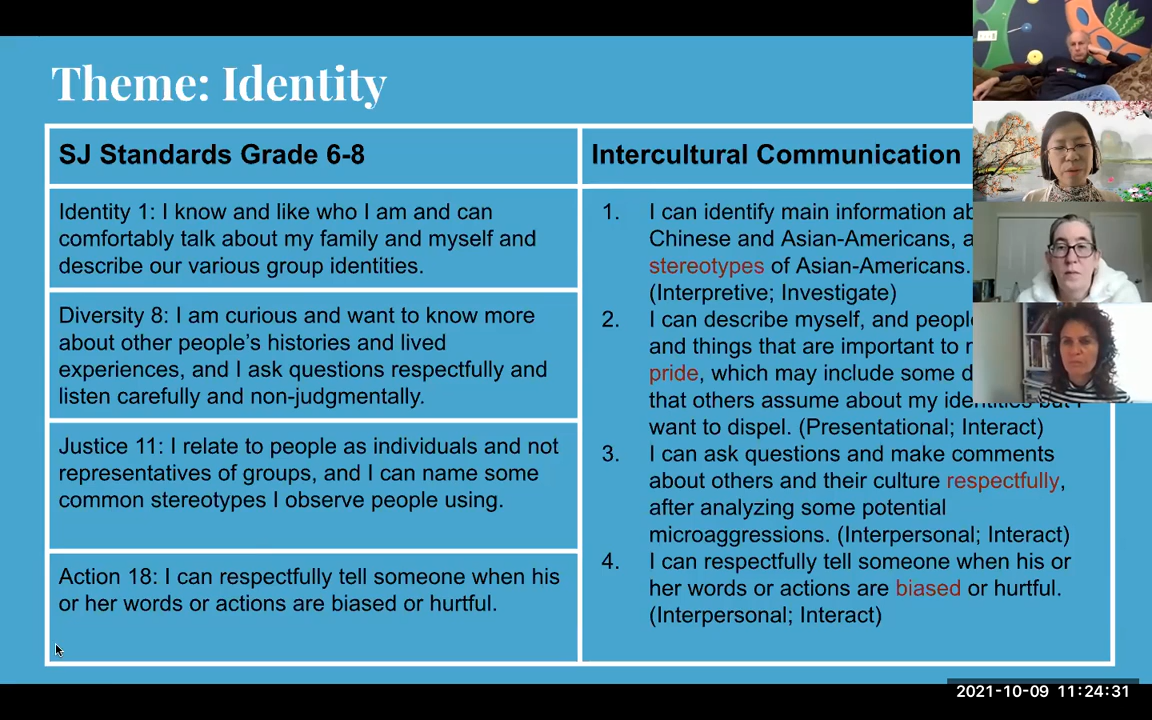 Theme: Identity
SJ Standards Grade 6-8
Identity 1: I know and like who I am and can
comfortably talk about my family and myself and
describe our various group identities.
Diversity 8: I am curious and want to know more
about other people's histories and lived
experiences, and I ask questions respectfully and
listen carefully and non-judgmentally.
Justice 11: I relate to people as individuals and not
representatives of groups, and I can name some
common stereotypes I observe people using.
Action 18: I can respectfully tell someone when his
or her words or actions are biased or hurtful.
Intercultural Communication
1. I can identify main information
Chinese and Asian-Americans,
stereotypes of Asian-Americans.
(Interpretive; Investigate)
2. I can describe myself, and
and things that are important to
pride, which may include some
that others assume about my identities but I
want to dispel. (Presentational; Interact)
3. I can ask questions and make comments
about others and their culture respectfully,
after analyzing some potential
microaggressions. (Interpersonal; Interact)
4. I can respectfully tell someone when his or
her words or actions are biased or hurtful.
(Interpersonal; Interact)
2021-10-09 11:24:31